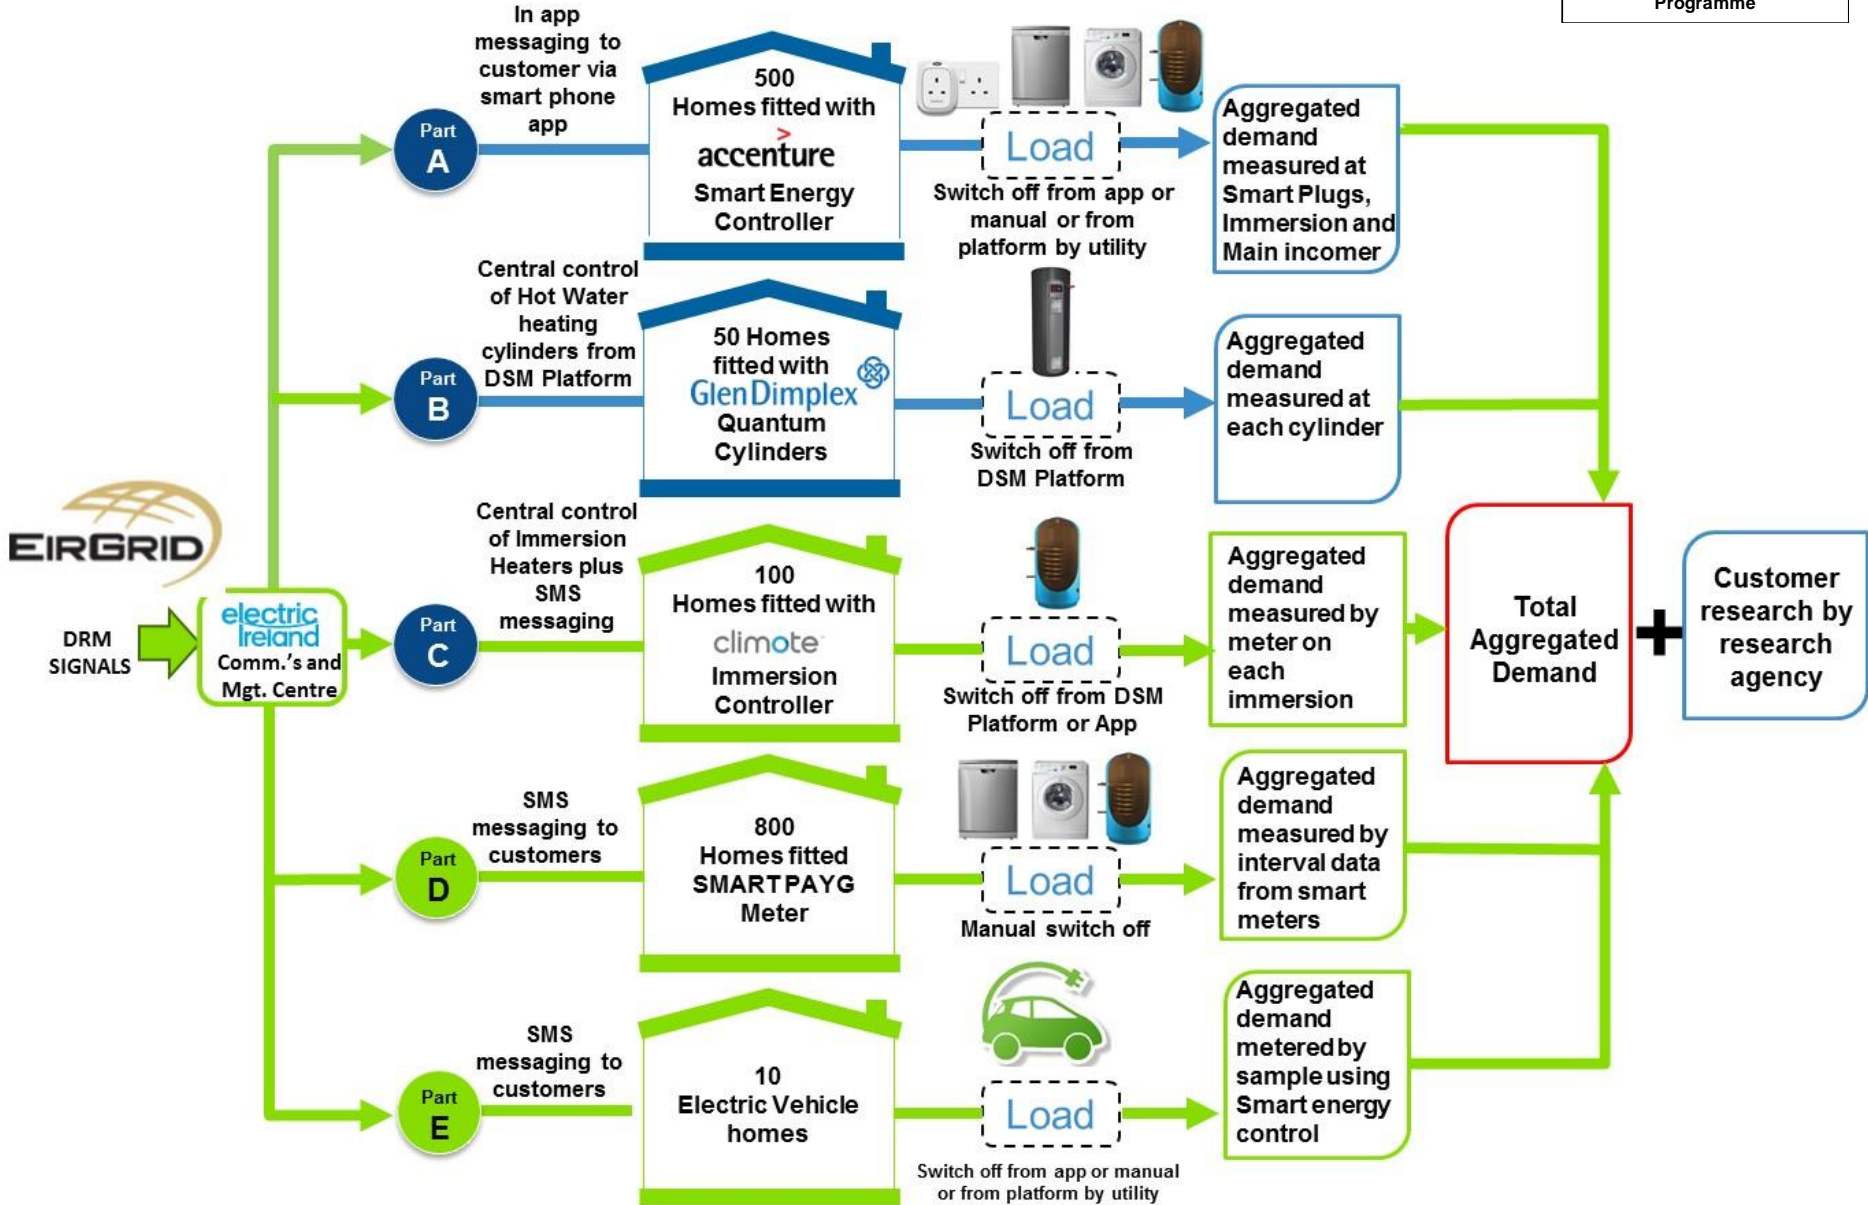 Programme
In app
messaging to
customer via
smart phone
app
Part
A
500
Homes fitted with
>
accenture
Smart Energy
Controller
Load
Switch off from app or
manual or from
platform by utility
Aggregated
demand
measured at
Smart Plugs,
Immersion and
Main incomer
Central control
of Hot Water
heating
cylinders from
DSM Platform
Part
B
50 Homes
fitted with
GlenDimplex
Quantum
Cylinders
Load
Switch off from
DSM Platform
Aggregated
demand
measured at
each cylinder
EIRGRID
DRM
SIGNALS
electric
Ireland
Comm.'s and
Mgt. Centre
Central control
of Immersion
Heaters plus
SMS
messaging
Part
C
100
Homes fitted with
climote
Immersion
Controller
Load
Switch off from DSM
Platform or App
Aggregated
demand
measured by
meter on
each
immersion
Total
Aggregated
Demand
+
Customer
research by
research
agency
SMS
messaging to
customers
Part
D
800
Homes fitted
SMARTPAYG
Meter
Load
Manual switch off
Aggregated
demand
measured by
interval data
from smart
meters
SMS
messaging to
customers
Part
E
10
Electric Vehicle
homes
Load
Switch off from app or manual
or from platform by utility
Aggregated
demand
metered by
sample using
Smart energy
control